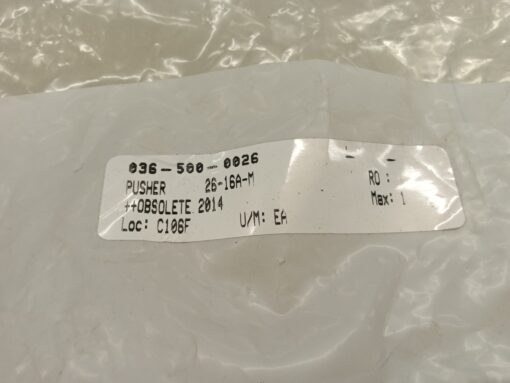 036-500-0026 - -
PUSHER 26-16A-M RO :
++OBSOLETE 2014 Max: 1
Loc: C106F U/M: EA